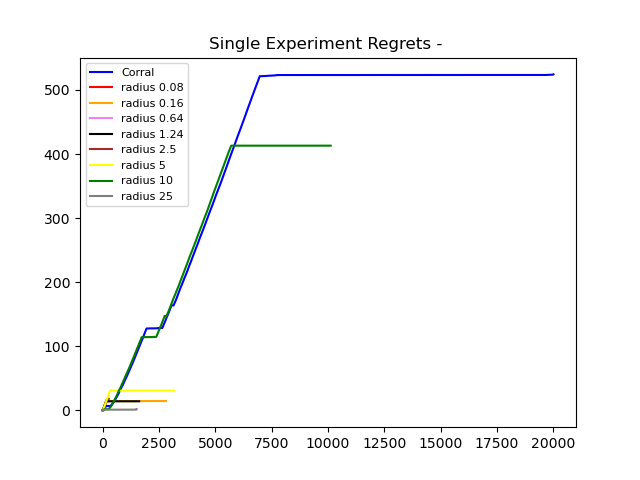 Single Experiment Regrets -
Corral
radius 0.08
radius 0.16
radius 0.64
radius 1.24
radius 2.5
radius 5
radius 10
radius 25
500
400
300
200
100
0
0 2500 5000 7500 10000 12500 15000 17500 20000